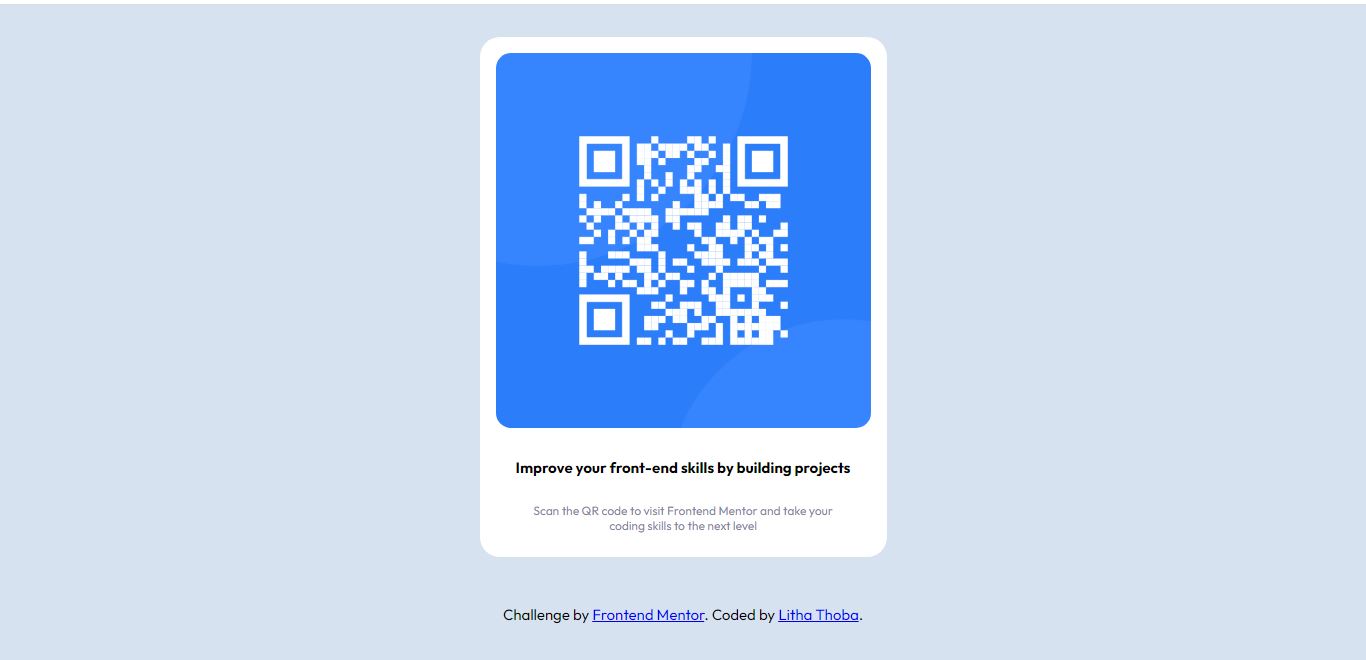 Improve your front-end skills by building projects
Scan the QR code to visit Frontend Mentor and take your
coding skills to the next level
Challenge by Frontend Mentor. Coded by Litha Thoba.